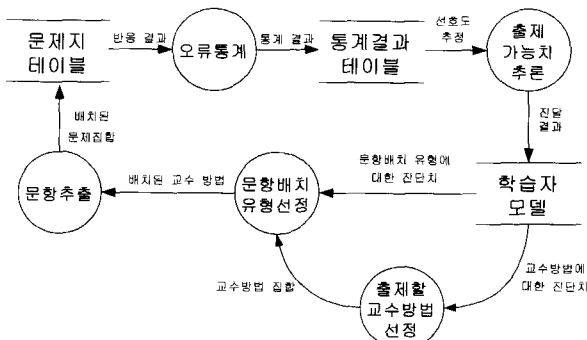 문제지
테이블
반응 결과
오류통계
통계 결과
통계결과
테이블
선호도
추정
출제
가능치
추론
진달
결과
학습자
모델
문항배치 유형에
대한 진단치
문항배치
유형선정
배치된 교수 방법
문항추출
배치된
문제집합
교수방법에
대한 진단치
출제할
교수방법
선정
교수방법 집합